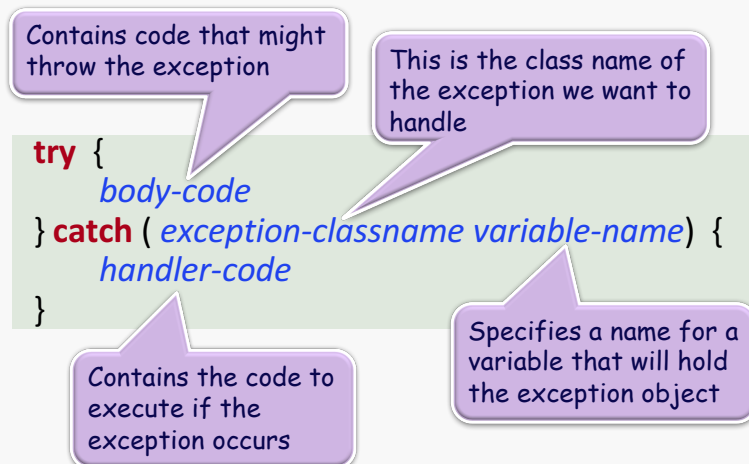 Contains code that might
throw the exception
This is the class name of
the exception we want to
handle
try {
body-code
} catch ( exception-classname variable-name) {
handler-code
}
Contains the code to
execute if the
exception occurs
Specifies a name for a
variable that will hold
the exception object